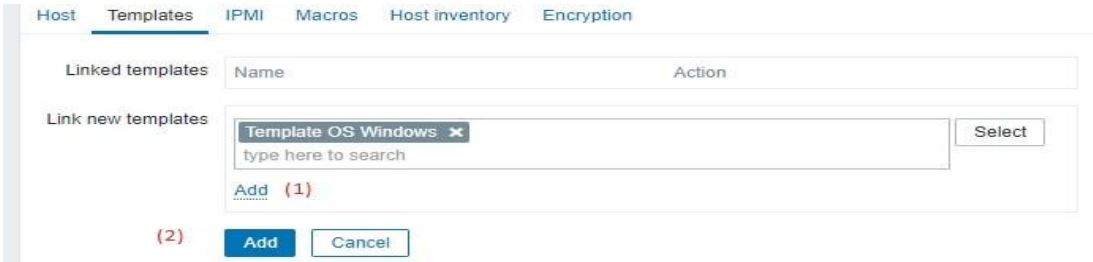 Host Templates IPMI Macros Host inventory Encryption
Linked templates Name Action
Link new templates
Template OS Windows ×
Select
type here to search
Add (1)
(2) Add Cancel